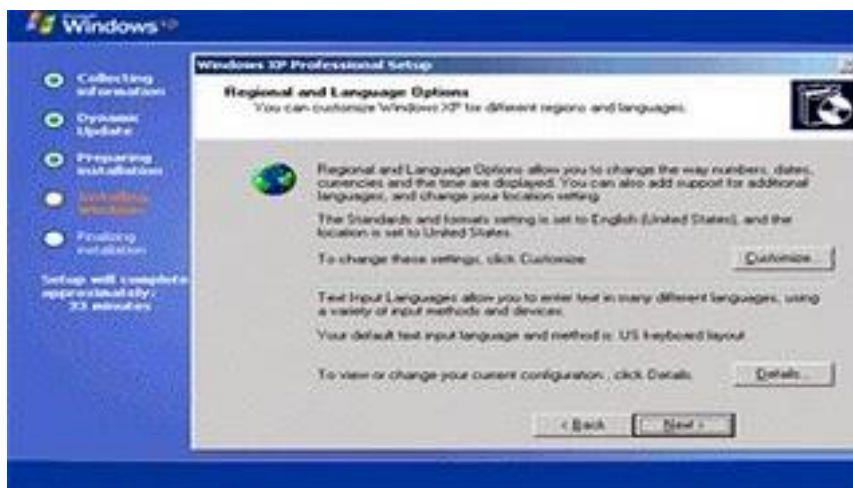 Windows XP
Collecting
information
Dynamic
Update
Preparing
installation
Installing
Windows
Finalizing
installation
Setup will complete
approximately:
33 minutes
Windows XP Professional Setup
Regional and Language Options
You can customize Windows XP for different regions and languages.
Regional and Language Options allow you to change the way numbers, dates,
currencies and the time are displayed. You can also add support for additional
languages, and change your location setting.
The Standards and formats setting is set to English (United States), and the
location is set to United States.
To change these settings, click Customize.
Customize...
Text Input Languages allow you to enter text in many different languages, using
a variety of input methods and devices.
Your default text input language and method is: US keyboard layout
To view or change your current configuration, click Details.
Details...
< Back
Next >